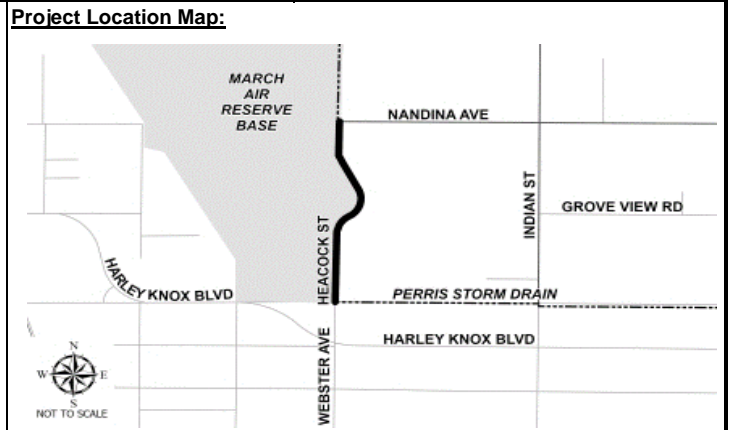 Project Location Map:
MARCH
AIR
RESERVE
BASE
NANDINA AVE
INDIAN ST
GROVE VIEW RD
HEACOCK ST
HARLEY KNOX BLVD
PERRIS STORM DRAIN
HARLEY KNOX BLVD
WEBSTER AVE
N
W E
S
NOT TO SCALE